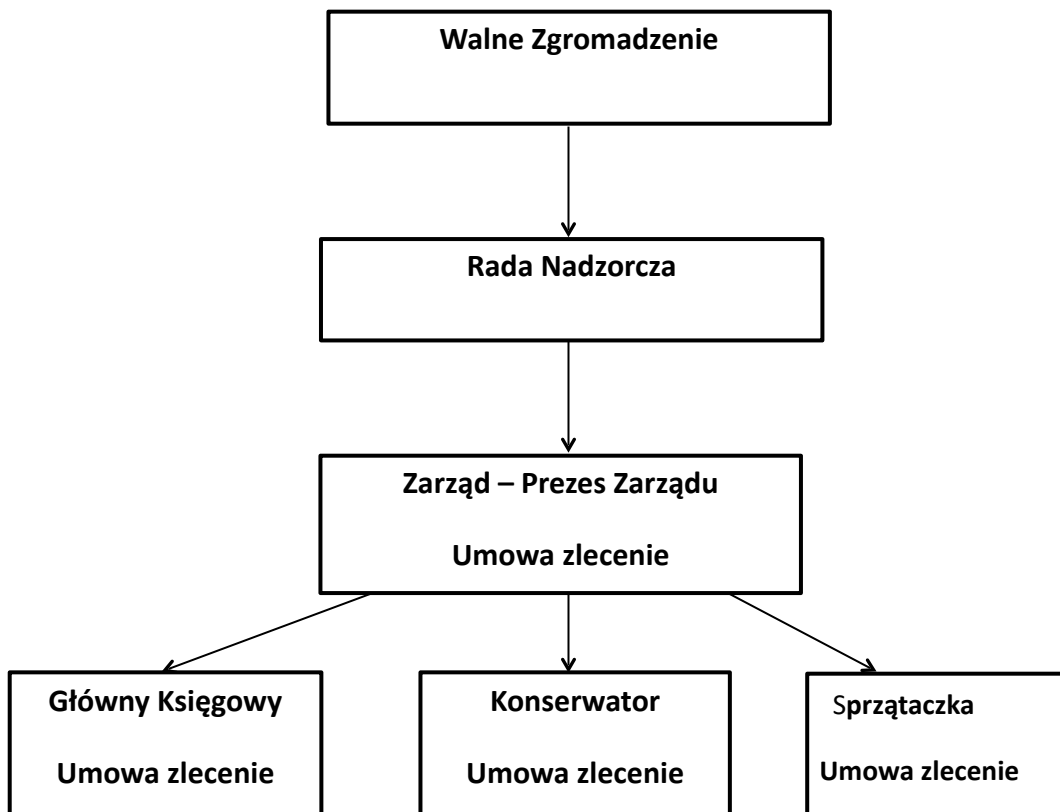 Walne Zgromadzenie
Rada Nadzorcza
Zarząd – Prezes Zarządu
Umowa zlecenie
Główny Księgowy
Umowa zlecenie
Konserwator
Umowa zlecenie
Sprzątaczka
Umowa zlecenie